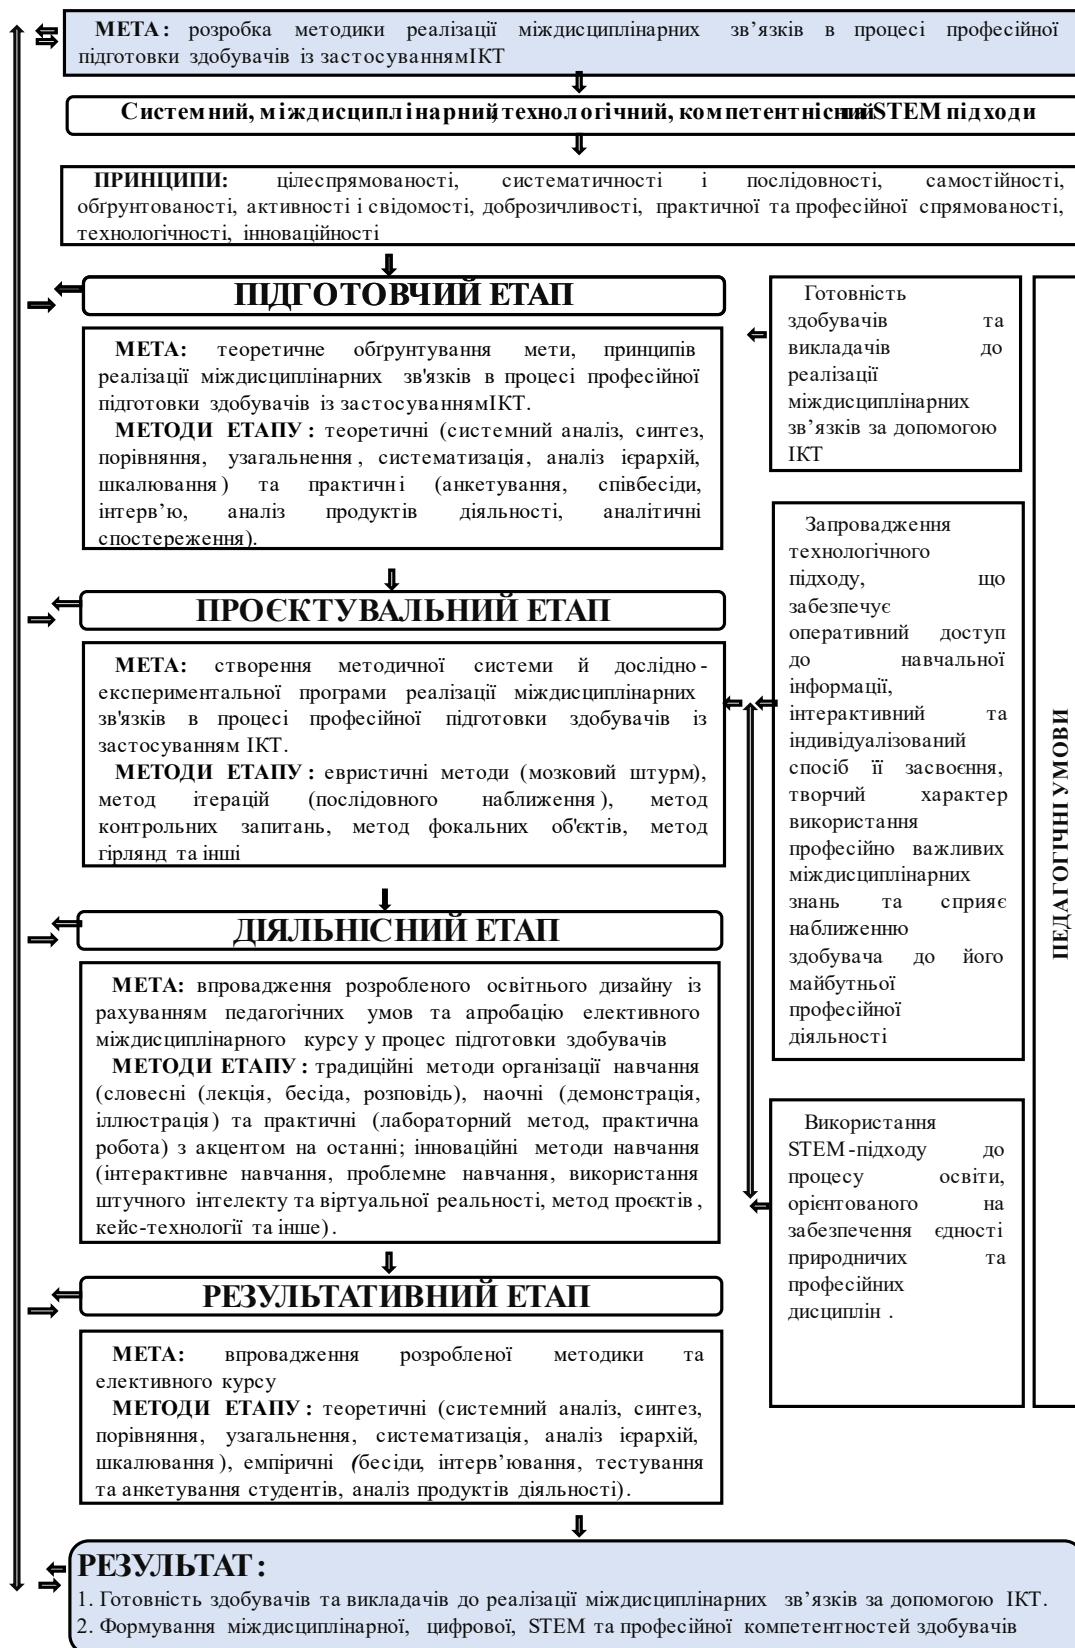 МЕТА: розробка методики реалізації міждисциплінарних зв’язків в процесі професійної
підготовки здобувачів із застосуванням ІКТ
Системний, міждисциплінарний, технологічний, компетентнісний STEM підходи
ПРИНЦИПИ: цілеспрямованості, систематичності і послідовності, самостійності,
обґрунтованості, активності і свідомості, доброзичливості, практичної та професійної спрямованості,
технологічності, інноваційності
ПІДГОТОВЧИЙ ЕТАП
МЕТА: теоретичне обґрунтування мети, принципів
реалізації міждисциплінарних зв'язків в процесі професійної
підготовки здобувачів із застосуванням ІКТ.
МЕТОДИ ЕТАПУ: теоретичні (системний аналіз, синтез,
порівняння, узагальнення, систематизація, аналіз ієрархій,
шкалювання) та практичні (анкетування, співбесіди,
інтерв’ю, аналіз продуктів діяльності, аналітичні
спостереження).
ПРОЄКТУВАЛЬНИЙ ЕТАП
МЕТА: створення методичної системи й дослідно-
експериментальної програми реалізації міждисциплінарних
зв'язків в процесі професійної підготовки здобувачів із
застосуванням ІКТ.
МЕТОДИ ЕТАПУ: евристичні методи (мозковий штурм),
метод ітерацій (послідовного наближення), метод
контрольних запитань, метод фокальних об'єктів, метод
гірлянд та інші
ДІЯЛЬНІСНИЙ ЕТАП
МЕТА: впровадження розробленого освітнього дизайну із
рахуванням педагогічних умов та апробацію елективного
міждисциплінарного курсу у процес підготовки здобувачів
МЕТОДИ ЕТАПУ: традиційні методи організації навчання
(словесні (лекція, бесіда, розповідь), наочні (демонстрація,
іллюстрація) та практичні (лабораторний метод, практична
робота) з акцентом на останні; інноваційні методи навчання
(інтерактивне навчання, проблемне навчання, використання
штучного інтелекту та віртуальної реальності, метод проєктів,
кейс-технології та інше).
РЕЗУЛЬТАТИВНИЙ ЕТАП
МЕТА: впровадження розробленої методики та
елективного курсу
МЕТОДИ ЕТАПУ: теоретичні (системний аналіз, синтез,
порівняння, узагальнення, систематизація, аналіз ієрархій,
шкалювання), емпіричні (бесіди, інтерв’ювання, тестування
та анкетування студентів, аналіз продуктів діяльності).
Готовність
здобувачів та
викладачів до
реалізації
міждисциплінарних
зв’язків за допомогою
ІКТ
Запровадження
технологічного
підходу, що
забезпечує
оперативний доступ
до навчальної
інформації,
інтерактивний та
індивідуалізований
спосіб її засвоєння,
творчий характер
використання
професійно важливих
міждисциплінарних
знань та сприяє
наближенню
здобувача до його
майбутньої
професійної
діяльності
Використання
STEM-підходу до
процесу освіти,
орієнтованого на
забезпечення єдності
природничих та
професійних
дисциплін .
ПЕДАГОГІЧНІ УМОВИ
РЕЗУЛЬТАТ:
1. Готовність здобувачів та викладачів до реалізації міждисциплінарних зв’язків за допомогою ІКТ.
2. Формування міждисциплінарної, цифрової, STEM та професійної компетентностей здобувачів